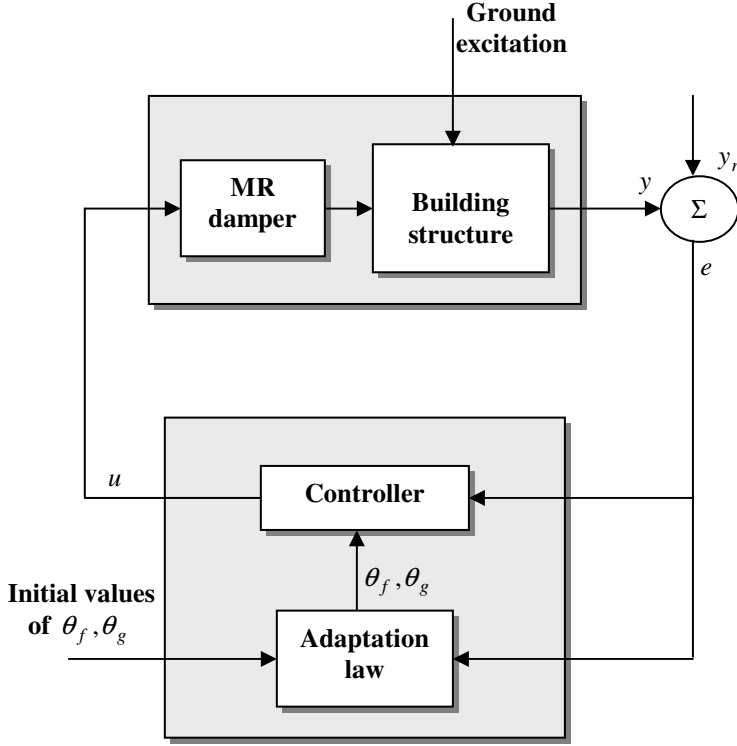 Ground
excitation
MR
damper
Building
structure
y
y_r
Σ
e
u
Controller
θ_f, θ_g
Initial values
of θ_f, θ_g
Adaptation
law